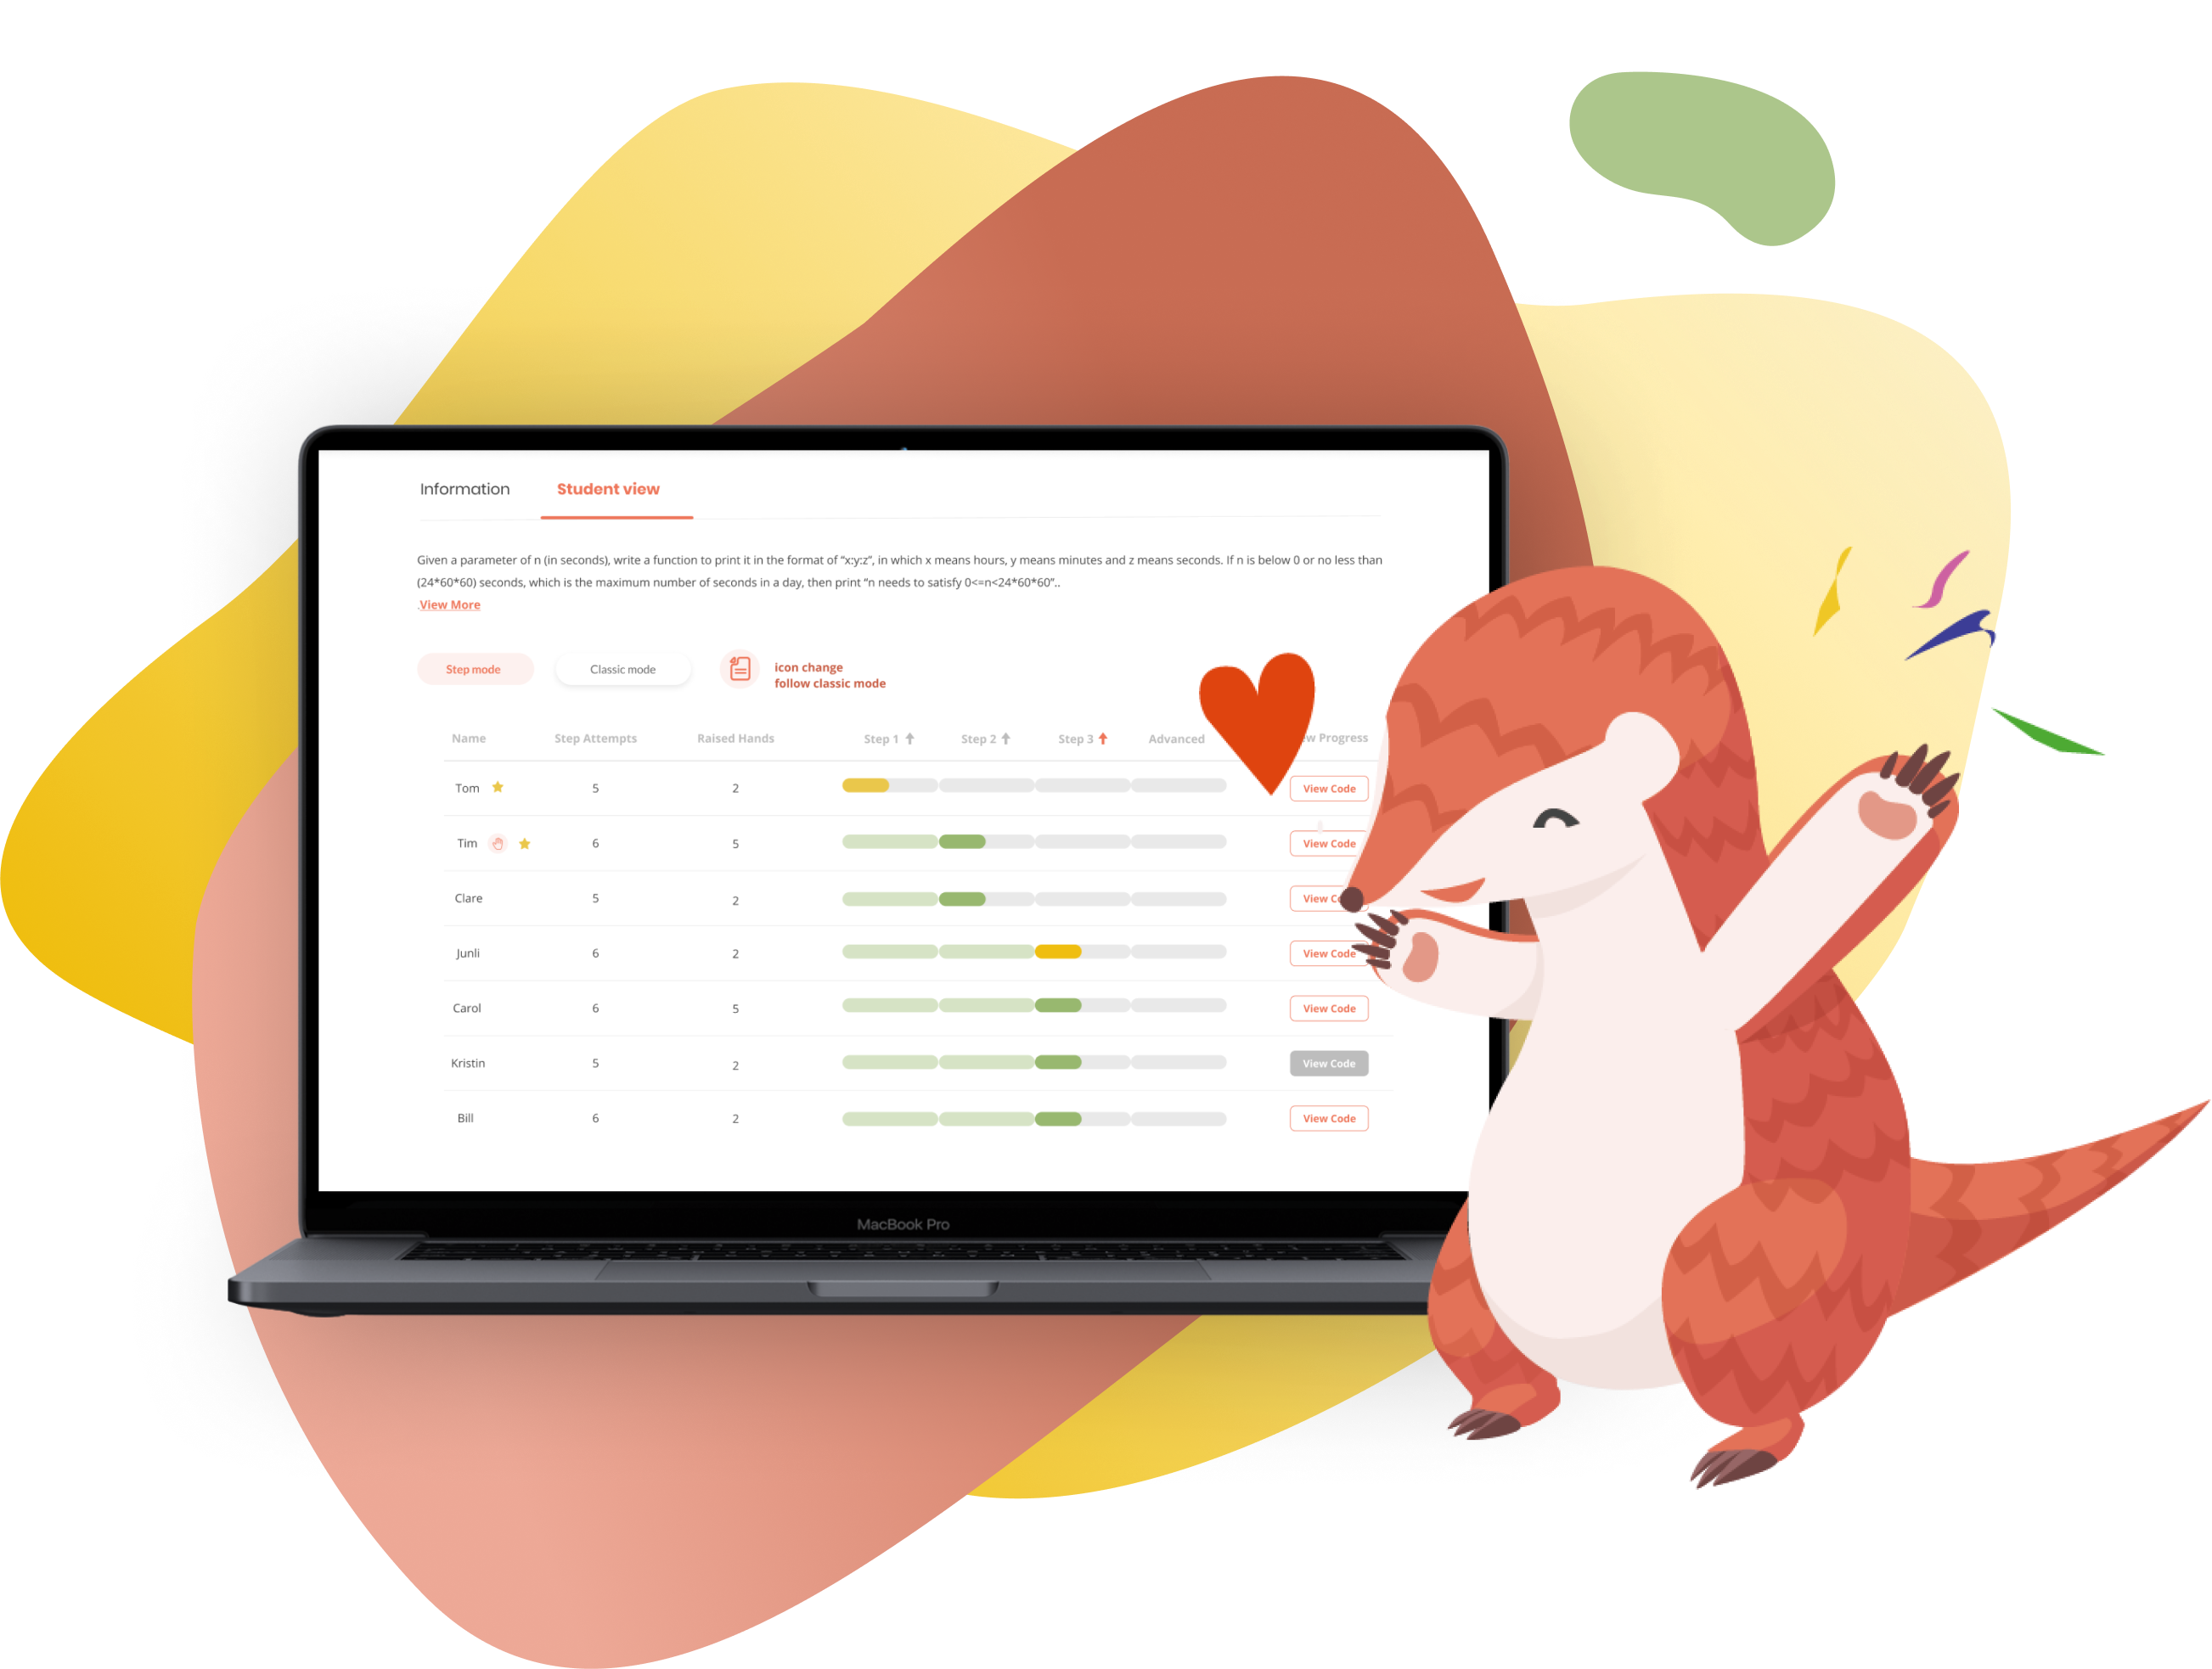 Information Student view
Given a parameter of n (in seconds), write a function to print it in the format of “x:y:z”, in which x means hours, y means minutes and z means seconds. If n is below 0 or no less than
(24*60*60) seconds, which is the maximum number of seconds in a day, then print “n needs to satisfy 0<=n<24*60*60”..
.View More
Step mode Classic mode icon change
follow classic mode
Name Step Attempts Raised Hands Step 1 Step 2 Step 3 Advanced Progress
Tom 5 2 View Code
Tim 6 5 View Code
Clare 5 2 View
Junli 6 2 View Code
Carol 6 5 View Code
Kristin 5 2 View Code
Bill 6 2 View Code
MacBook Pro